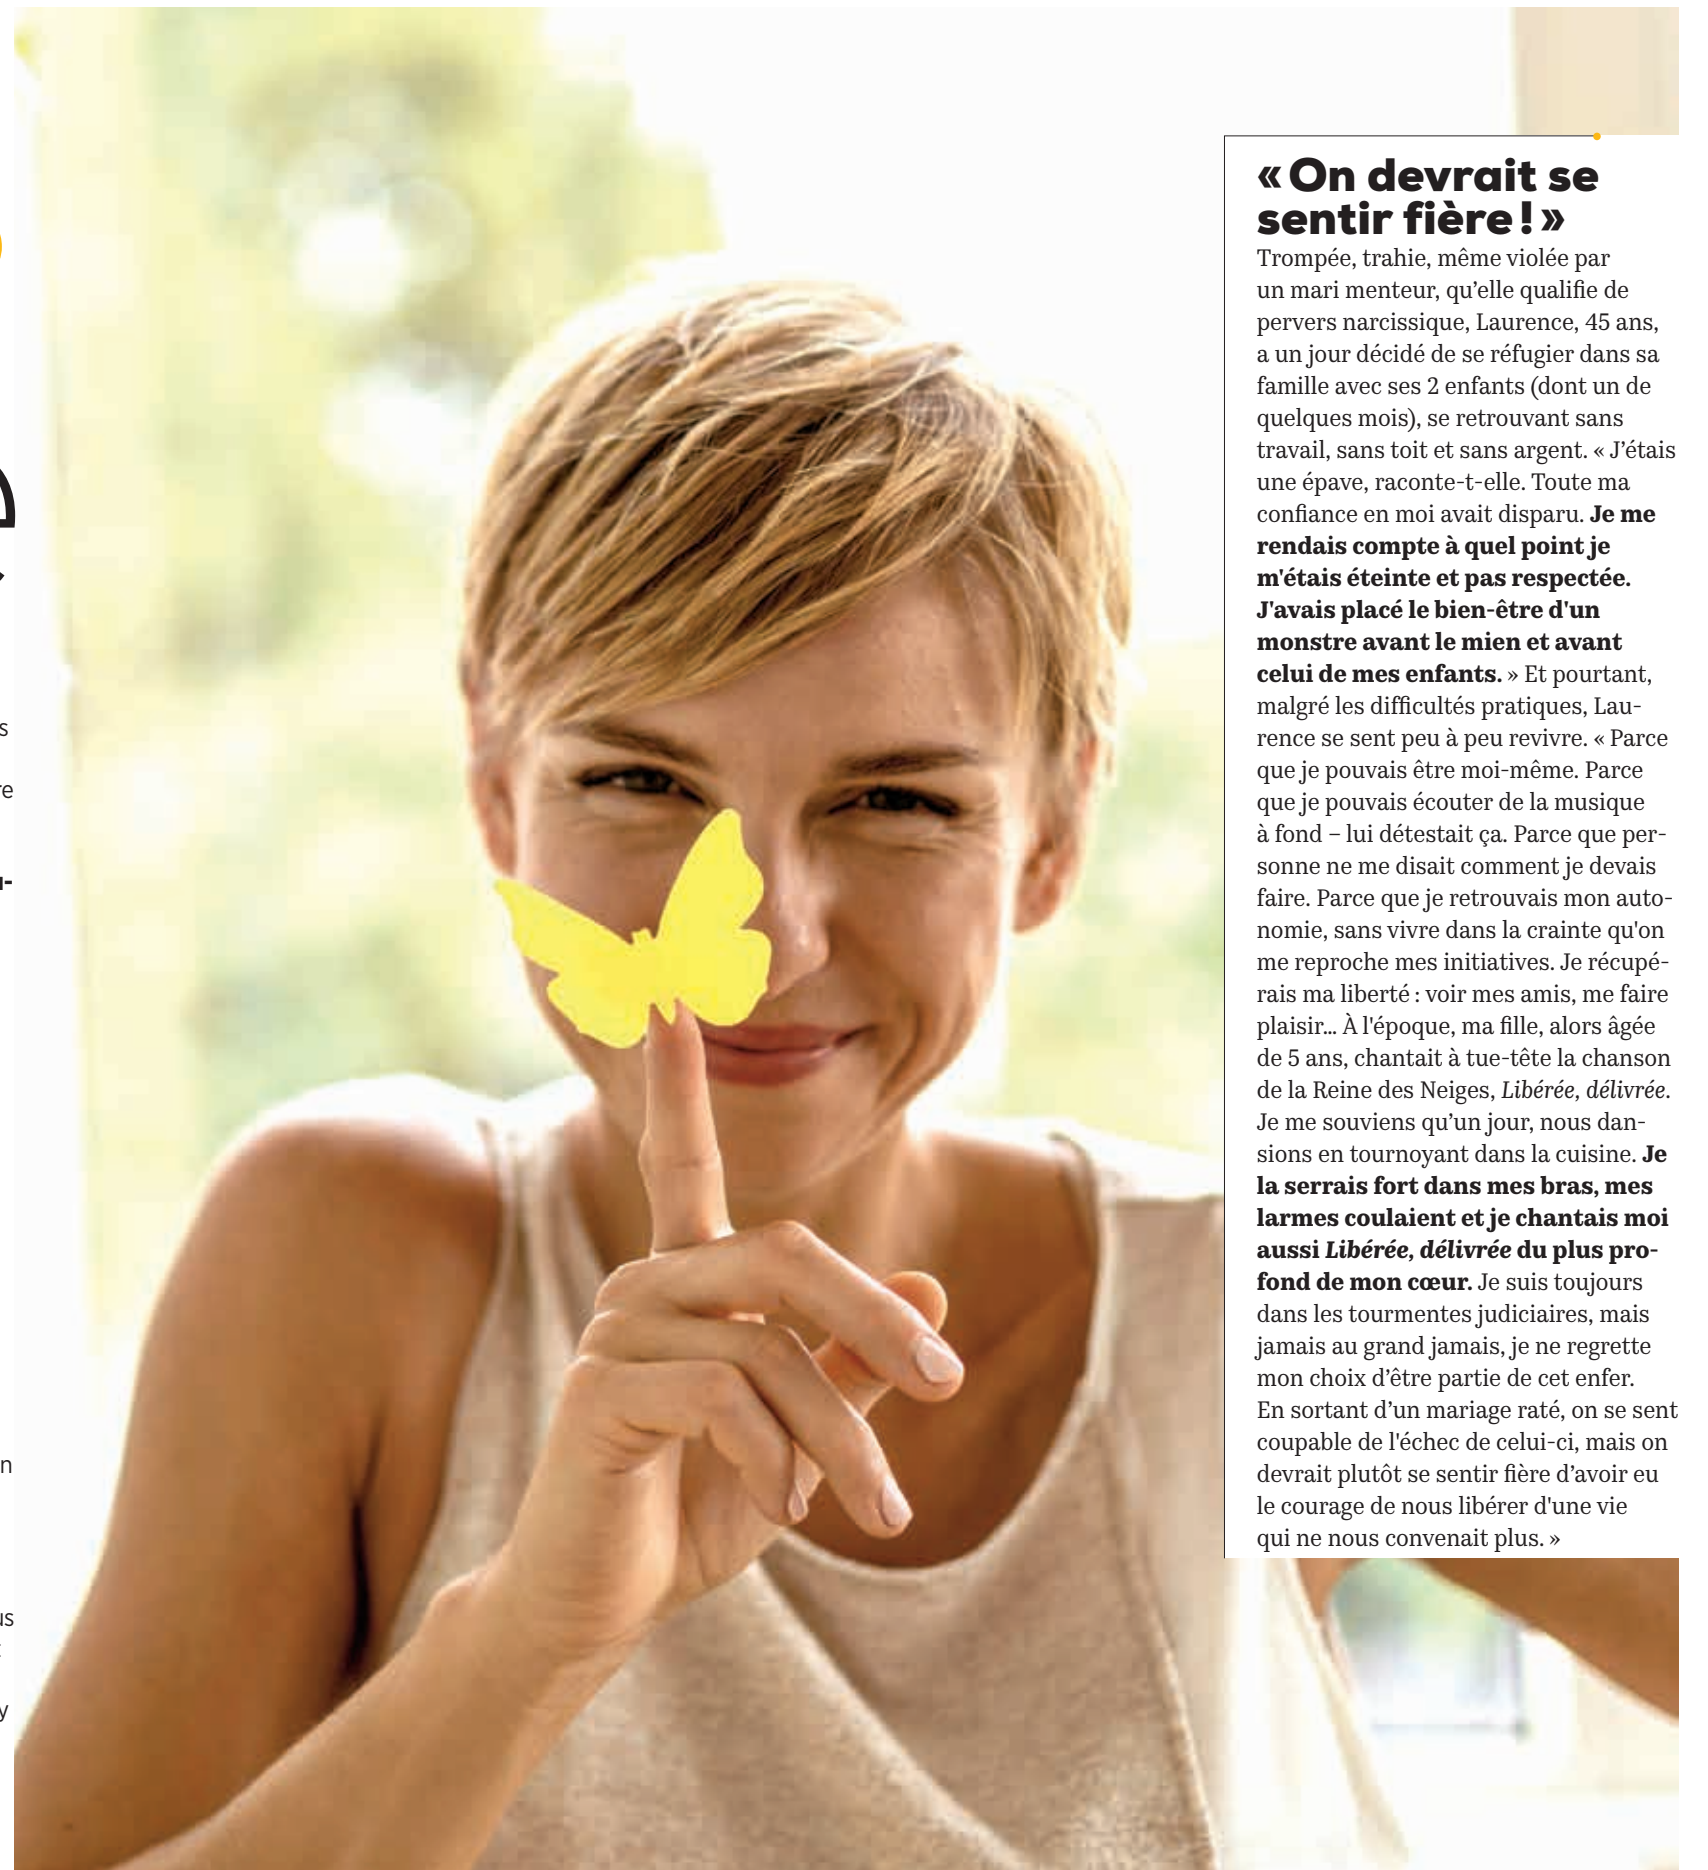 « On devrait se
sentir fière ! »
Trompée, trahie, même violée par
un mari menteur, qu’elle qualifie de
pervers narcissique, Laurence, 45 ans,
a un jour décidé de se réfugier dans sa
famille avec ses 2 enfants (dont un de
quelques mois), se retrouvant sans
travail, sans toit et sans argent. « J’étais
une épave, raconte-t-elle. Toute ma
confiance en moi avait disparu. Je me
rendais compte à quel point je
m'étais éteinte et pas respectée.
J'avais placé le bien-être d'un
monstre avant le mien et avant
celui de mes enfants. » Et pourtant,
malgré les difficultés pratiques, Lau-
rence se sent peu à peu revivre. « Parce
que je pouvais être moi-même. Parce
que je pouvais écouter de la musique
à fond – lui détestait ça. Parce que per-
sonne ne me disait comment je devais
faire. Parce que je retrouvais mon auto-
nomie, sans vivre dans la crainte qu'on
me reproche mes initiatives. Je récupé-
rais ma liberté : voir mes amis, me faire
plaisir... À l'époque, ma fille, alors âgée
de 5 ans, chantait à tue-tête la chanson
de la Reine des Neiges, Libérée, délivrée.
Je me souviens qu’un jour, nous dan-
sions en tournoyant dans la cuisine. Je
la serrais fort dans mes bras, mes
larmes coulaient et je chantais moi
aussi Libérée, délivrée du plus pro-
fond de mon cœur. Je suis toujours
dans les tourmentes judiciaires, mais
jamais au grand jamais, je ne regrette
mon choix d’être partie de cet enfer.
En sortant d’un mariage raté, on se sent
coupable de l'échec de celui-ci, mais on
devrait plutôt se sentir fière d’avoir eu
le courage de nous libérer d'une vie
qui ne nous convenait plus. »